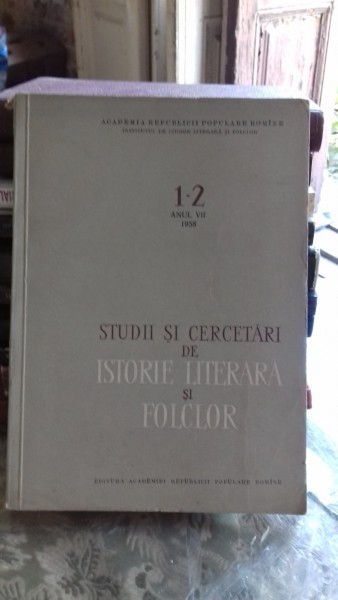 ACADEMIA REPUBLICII POPULARE ROMÎNE
INSTITUTUL DE ISTORIE LITERARĂ ȘI FOLCLOR
1-2
ANUL VII
1958
STUDII ȘI CERCETĂRI
DE
ISTORIE LITERARĂ
ȘI
FOLCLOR
EDITURA ACADEMIEI REPUBLICII POPULARE ROMÎNE